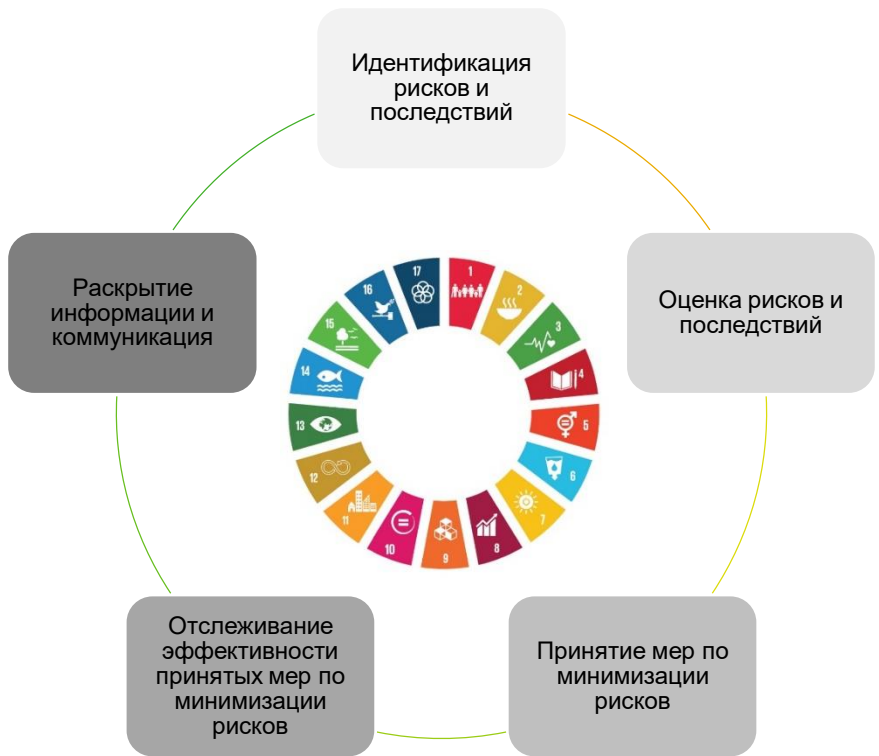 Идентификация
рисков и
последствий
Оценка рисков и
последствий
Принятие мер по
минимизации
рисков
Отслеживание
эффективности
принятых мер по
минимизации
рисков
Раскрытие
информации и
коммуникация
1
2
3
4
5
6
7
8
9
10
11
12
13
14
15
16
17